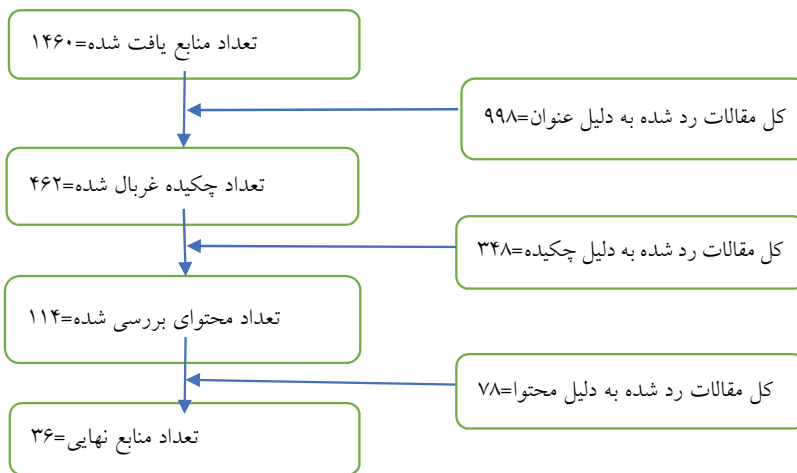 تعداد منابع یافت شده=۱۴۶۰
کل مقالات رد شده به دلیل عنوان=۹۹۸
تعداد چکیده غربال شده=۴۶۲
کل مقالات رد شده به دلیل چکیده=۳۴۸
تعداد محتوای بررسی شده=۱۱۴
کل مقالات رد شده به دلیل محتوا=۷۸
تعداد منابع نهایی=۳۶